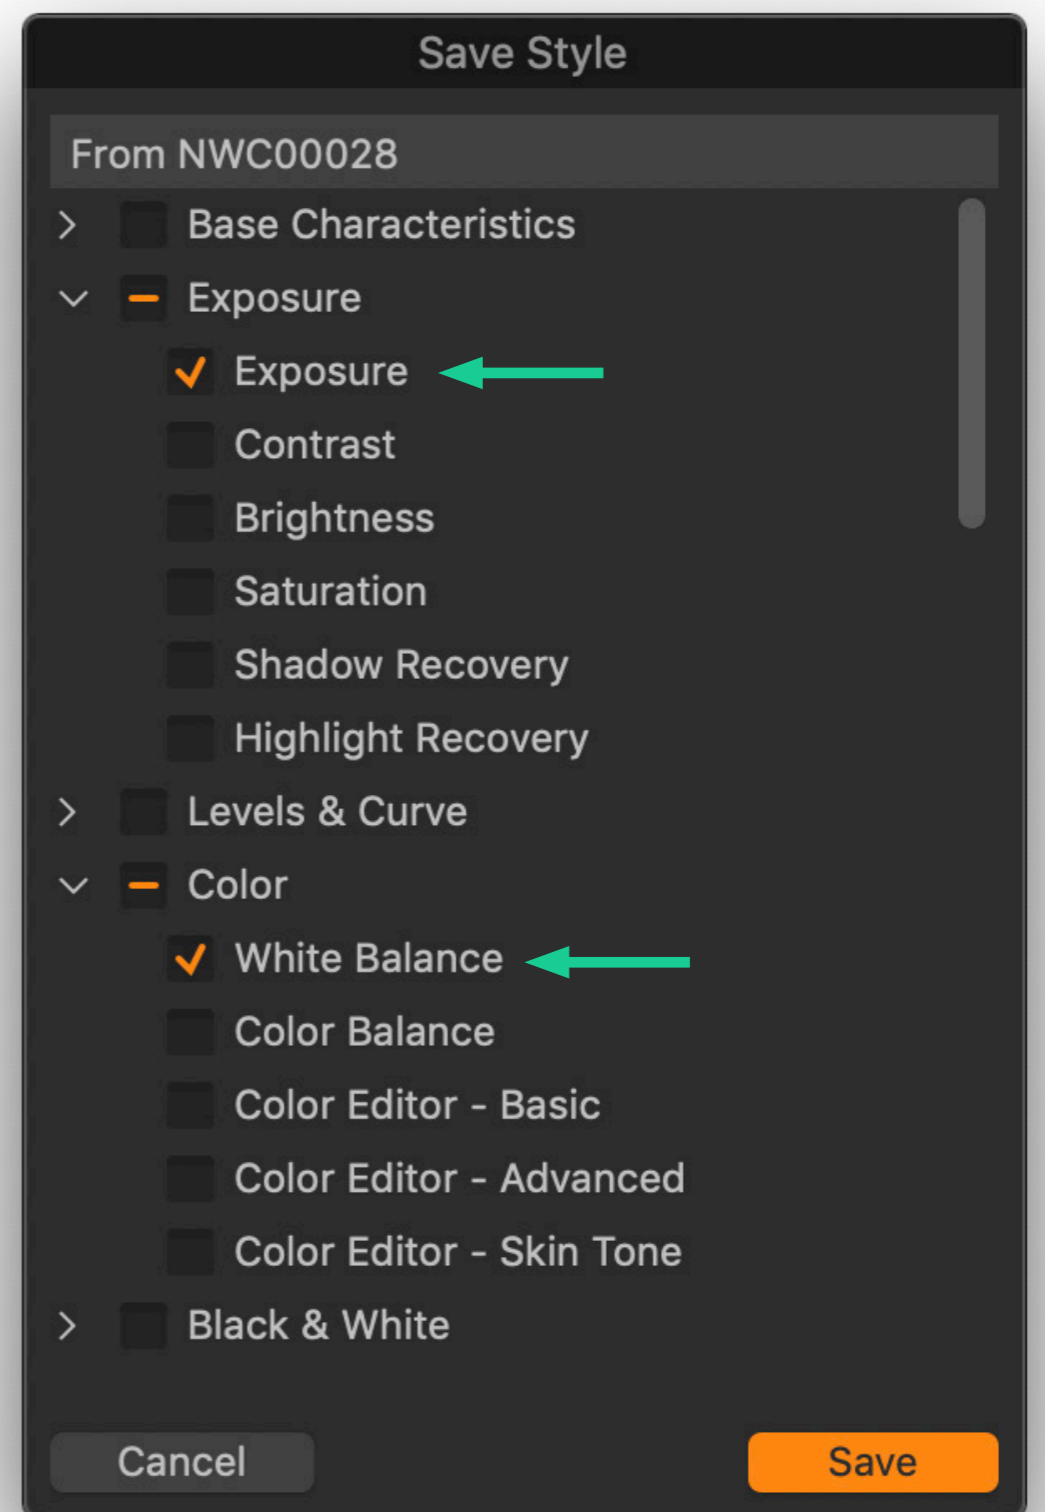 Save Style
From NWC00028
Base Characteristics
Exposure
Exposure
Contrast
Brightness
Saturation
Shadow Recovery
Highlight Recovery
Levels & Curve
Color
White Balance
Color Balance
Color Editor - Basic
Color Editor - Advanced
Color Editor - Skin Tone
Black & White
Cancel Save